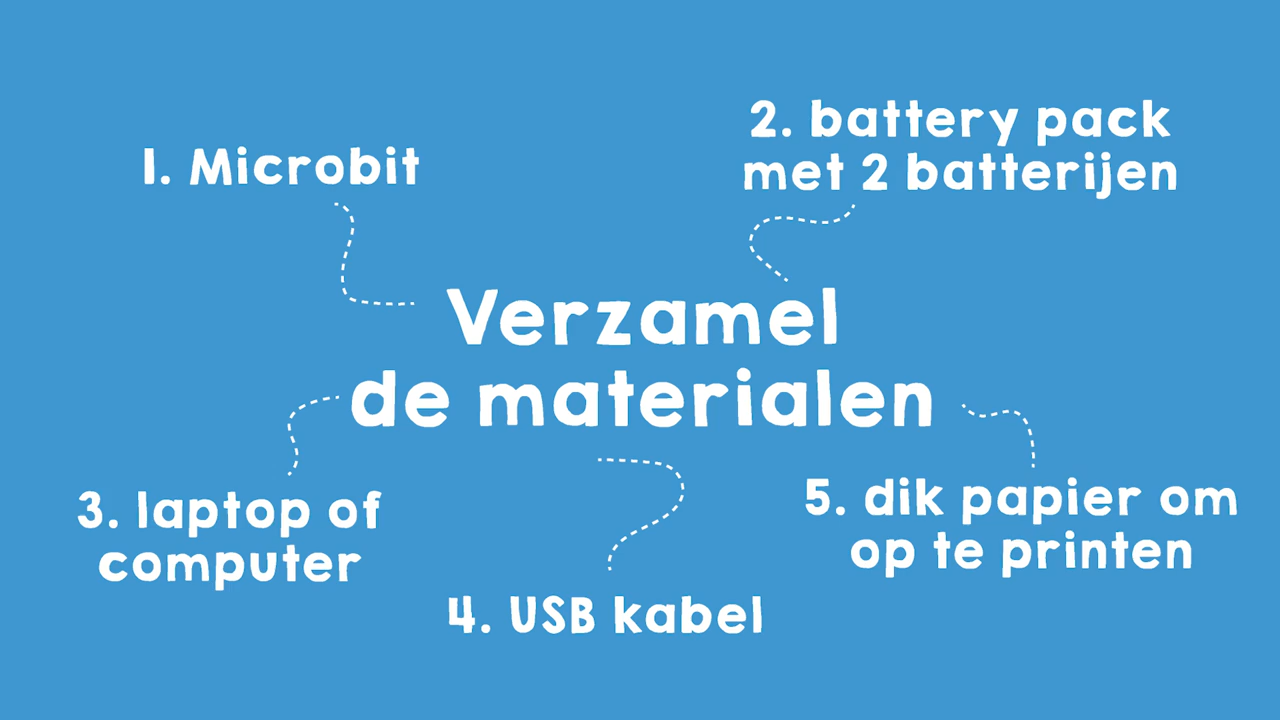 1. Microbit
2. battery pack
met 2 batterijen
Verzamel
de materialen
3. laptop of
computer
4. USB kabel
5. dik papier om
op te printen